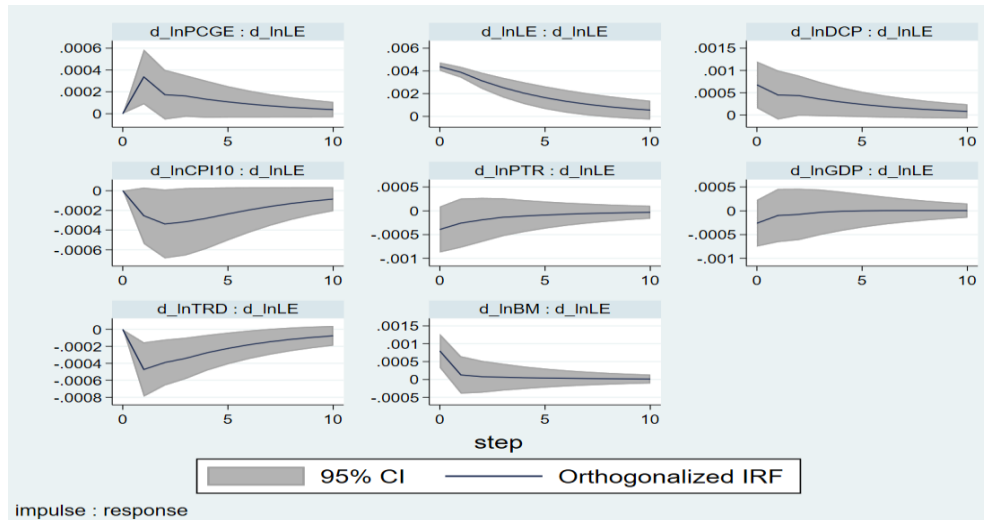 d_lnPCGE : d_lnLE
.0006
.0004
.0002
0
0 5 10
d_lnLE : d_lnLE
.006
.004
.002
0
0 5 10
d_lnDCP : d_lnLE
.0015
.001
.0005
0
0 5 10
d_lnCPI10 : d_lnLE
0
-.0002
-.0004
-.0006
0 5 10
d_lnPTR : d_lnLE
.0005
0
-.0005
-.001
0 5 10
d_lnGDP : d_lnLE
.0005
0
-.0005
-.001
0 5 10
d_lnTRD : d_lnLE
0
-.0002
-.0004
-.0006
-.0008
0 5 10
d_lnBM : d_lnLE
.0015
.001
.0005
0
-.0005
0 5 10
step
95% CI Orthogonalized IRF
impulse : response